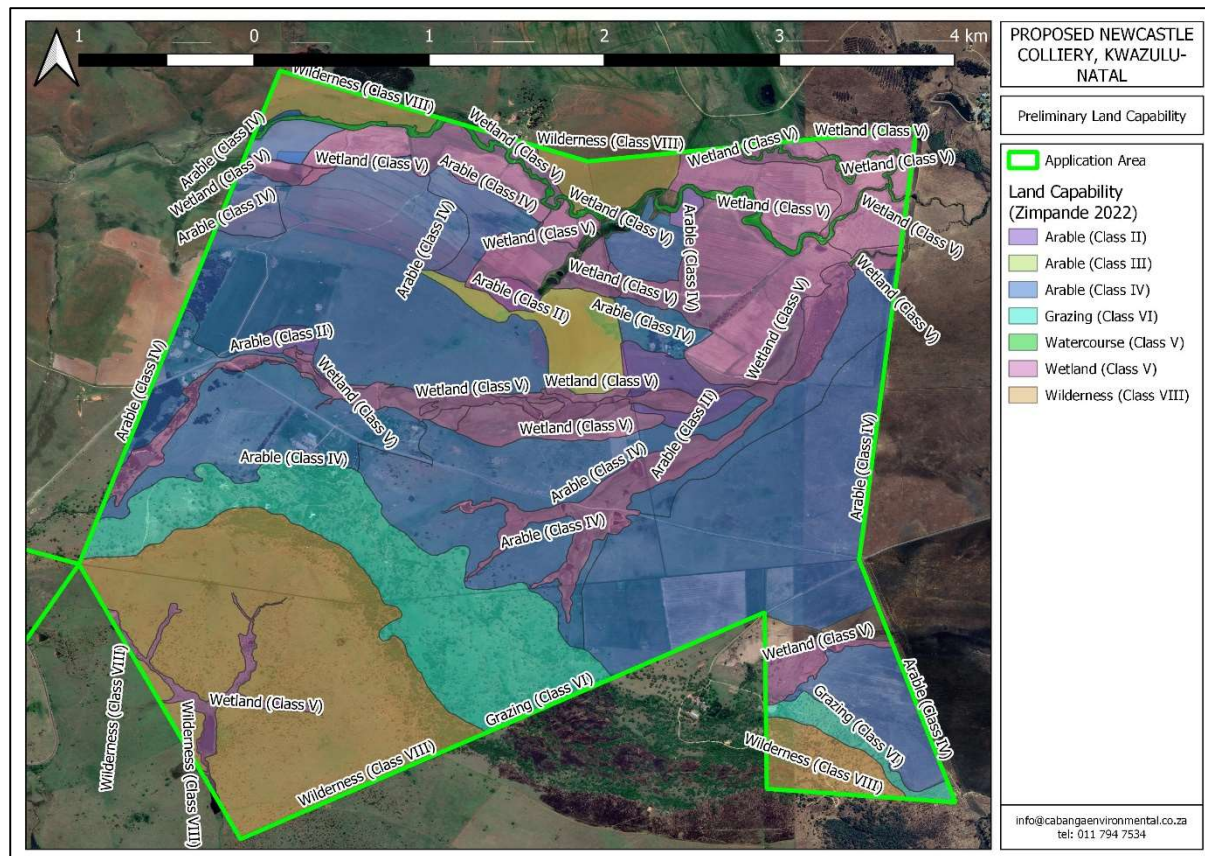 1 0 1 2 3 4 km
Wilderness (Class VIII)
Wetland (Class V)
Wilderness (Class VIII)
Wetland (Class V)
Wetland (Class V)
Arable (Class IV)
Wetland (Class V)
Arable (Class IV)
Wetland (Class V)
Arable (Class IV)
Wetland (Class V)
Arable (Class IV)
Wetland (Class V)
Wetland (Class V)
Wetland (Class V)
Wetland (Class V)
Arable (Class IV)
Wetland (Class V)
Arable (Class IV)
Wetland (Class V)
Arable (Class II)
Arable (Class IV)
Wetland (Class V)
Arable (Class II)
Arable (Class IV)
Wetland (Class V)
Wetland (Class V)
Wetland (Class V)
Wetland (Class V)
Arable (Class II)
Arable (Class IV)
Arable (Class IV)
Arable (Class IV)
Arable (Class IV)
Wetland (Class V)
Wilderness (Class VIII)
Wetland (Class V)
Wilderness (Class VIII)
Grazing (Class VI)
Wilderness (Class VIII)
Grazing (Class VI)
Arable (Class IV)
Wilderness (Class VIII)
PROPOSED NEWCASTLE
COLLIERY, KWAZULU-
NATAL
Preliminary Land Capability
Application Area
Land Capability
(Zimpande 2022)
Arable (Class II)
Arable (Class III)
Arable (Class IV)
Grazing (Class VI)
Watercourse (Class V)
Wetland (Class V)
Wilderness (Class VIII)
info@cabangaenvironmental.co.za
tel: 011 794 7534